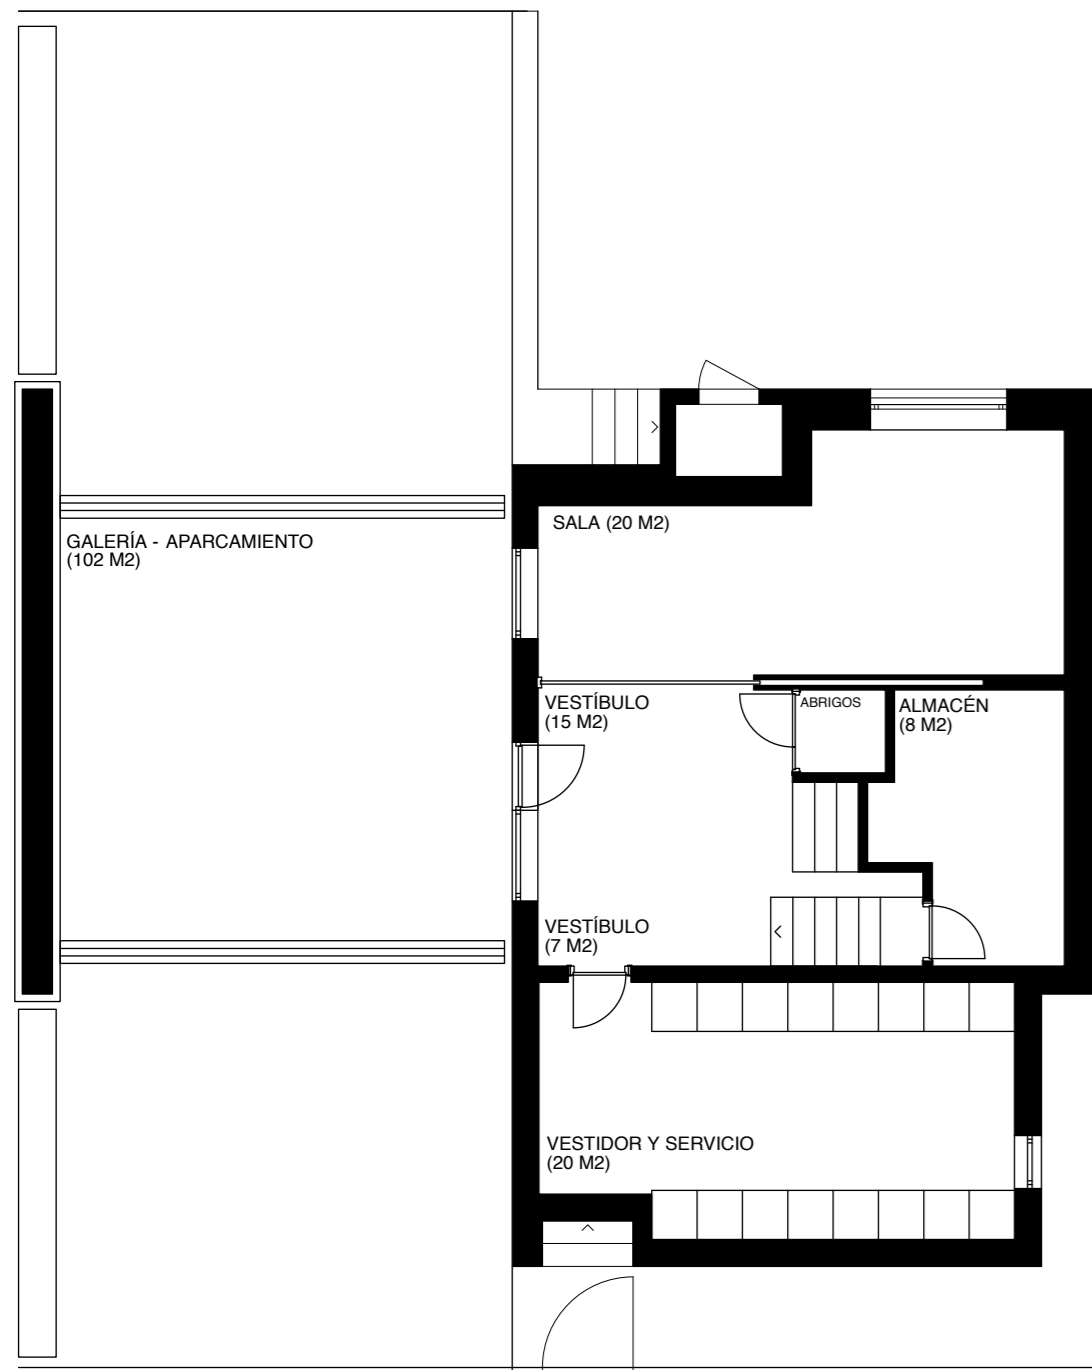 SALA (20 M2)
GALERÍA - APARCAMIENTO
(102 M2)
VESTÍBULO
(15 M2)
ABRIGOS
ALMACÉN
(8 M2)
VESTÍBULO
(7 M2)
VESTIDOR Y SERVICIO
(20 M2)